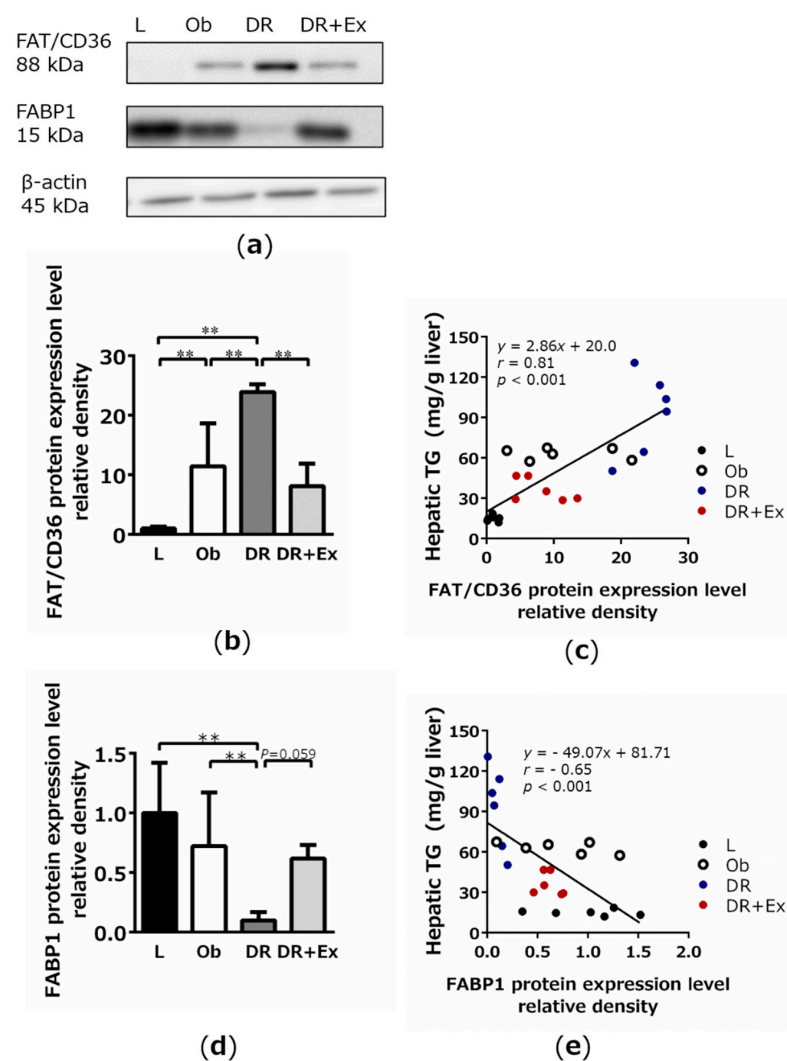 L Ob DR DR+Ex
FAT/CD36
88 kDa
FABP1
15 kDa
β-actin
45 kDa
(a)
FAT/CD36 protein expression level
relative density
30
20
10
0
**
** ** **
L Ob DR DR+Ex
(b)
Hepatic TG (mg/g liver)
150
120
90
60
30
0
y = 2.86x + 20.0
r = 0.81
p < 0.001
L
Ob
DR
DR+Ex
0 10 20 30
FAT/CD36 protein expression level
relative density
(c)
FABP1 protein expression level
relative density
1.5
1.0
0.5
0.0
**
** P=0.059
L Ob DR DR+Ex
(d)
Hepatic TG (mg/g liver)
150
120
90
60
30
0
y = - 49.07x + 81.71
r = - 0.65
p < 0.001
L
Ob
DR
DR+Ex
0.0 0.5 1.0 1.5 2.0
FABP1 protein expression level
relative density
(e)